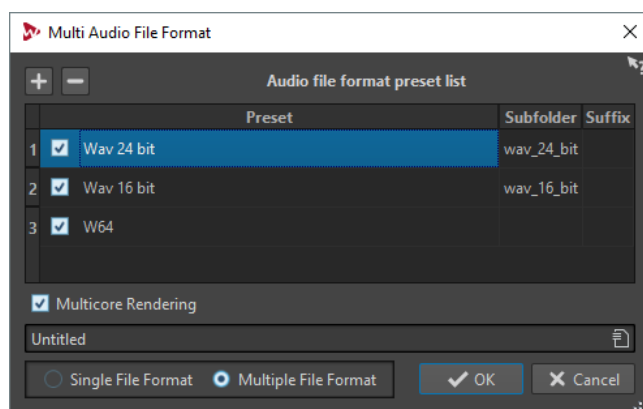 Multi Audio File Format
Audio file format preset list
Preset Subfolder Suffix
1 Wav 24 bit wav_24_bit
2 Wav 16 bit wav_16_bit
3 W64
Multicore Rendering
Untitled
Single File Format Multiple File Format OK Cancel